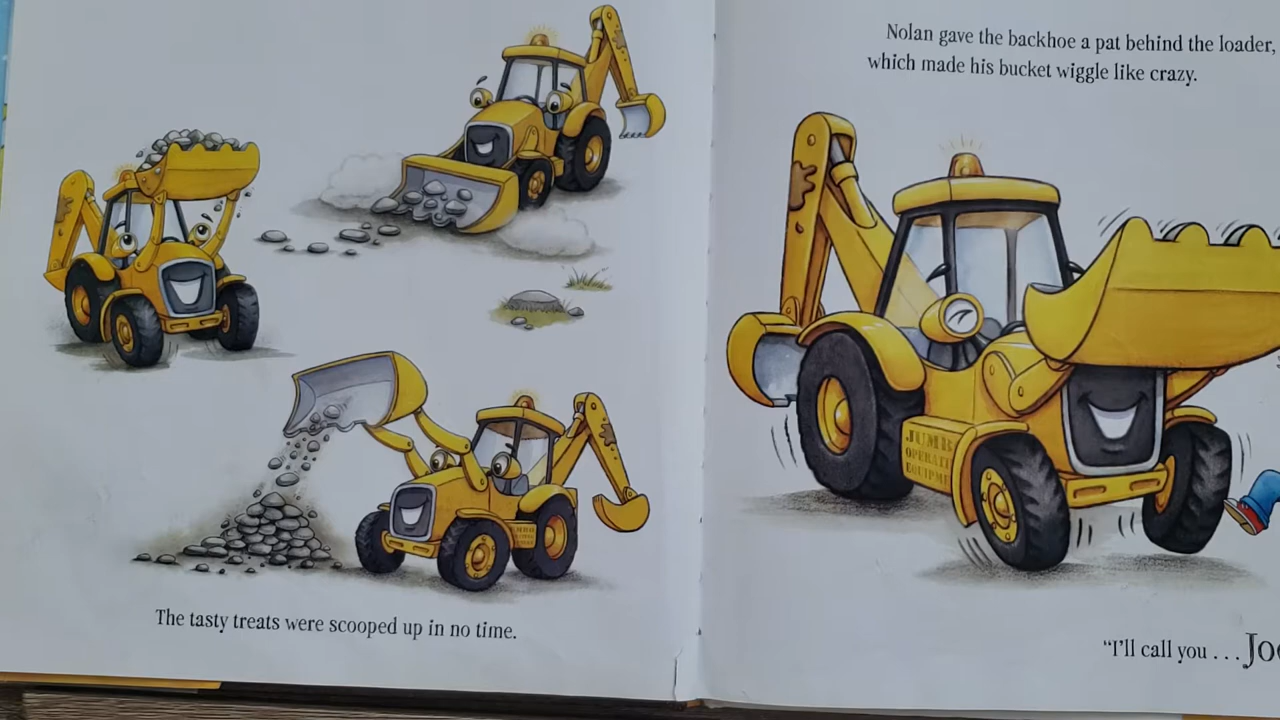 The tasty treats were scooped up in no time.
Nolan gave the backhoe a pat behind the loader,
which made his bucket wiggle like crazy.
"I'll call you . . .